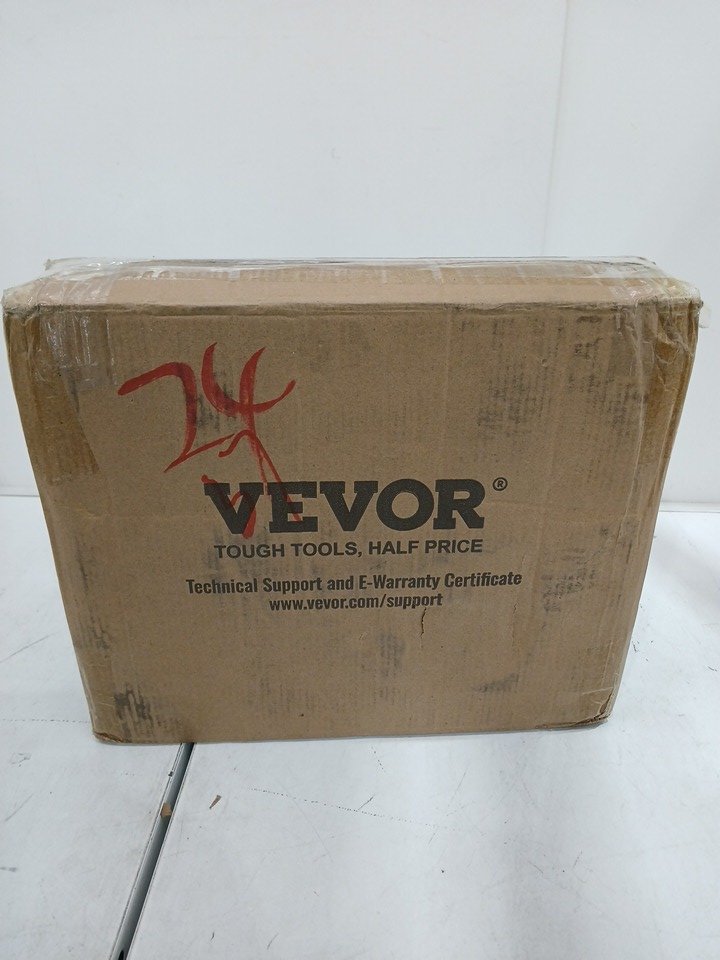 24
VEVOR®
TOUGH TOOLS, HALF PRICE
Technical Support and E-Warranty Certificate
www.vevor.com/support